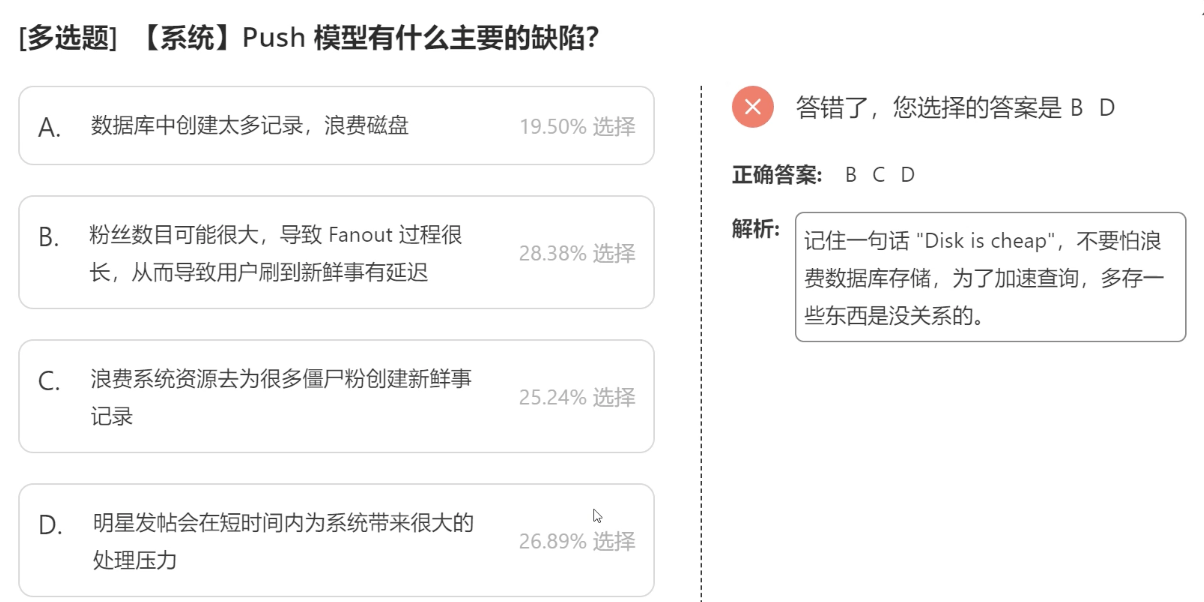 [多选题] 【系统】Push 模型有什么主要的缺陷?
A. 数据库中创建太多记录，浪费磁盘 19.50% 选择
B. 粉丝数目可能很大，导致 Fanout 过程很
长，从而导致用户刷到新鲜事有延迟 28.38% 选择
C. 浪费系统资源去为很多僵尸粉创建新鲜事
记录 25.24% 选择
D. 明星发帖会在短时间内为系统带来很大的
处理压力 26.89% 选择
答错了，您选择的答案是 B D
正确答案: B C D
解析: 记住一句话 "Disk is cheap"，不要怕浪
费数据库存储，为了加速查询，多存一
些东西是没关系的。